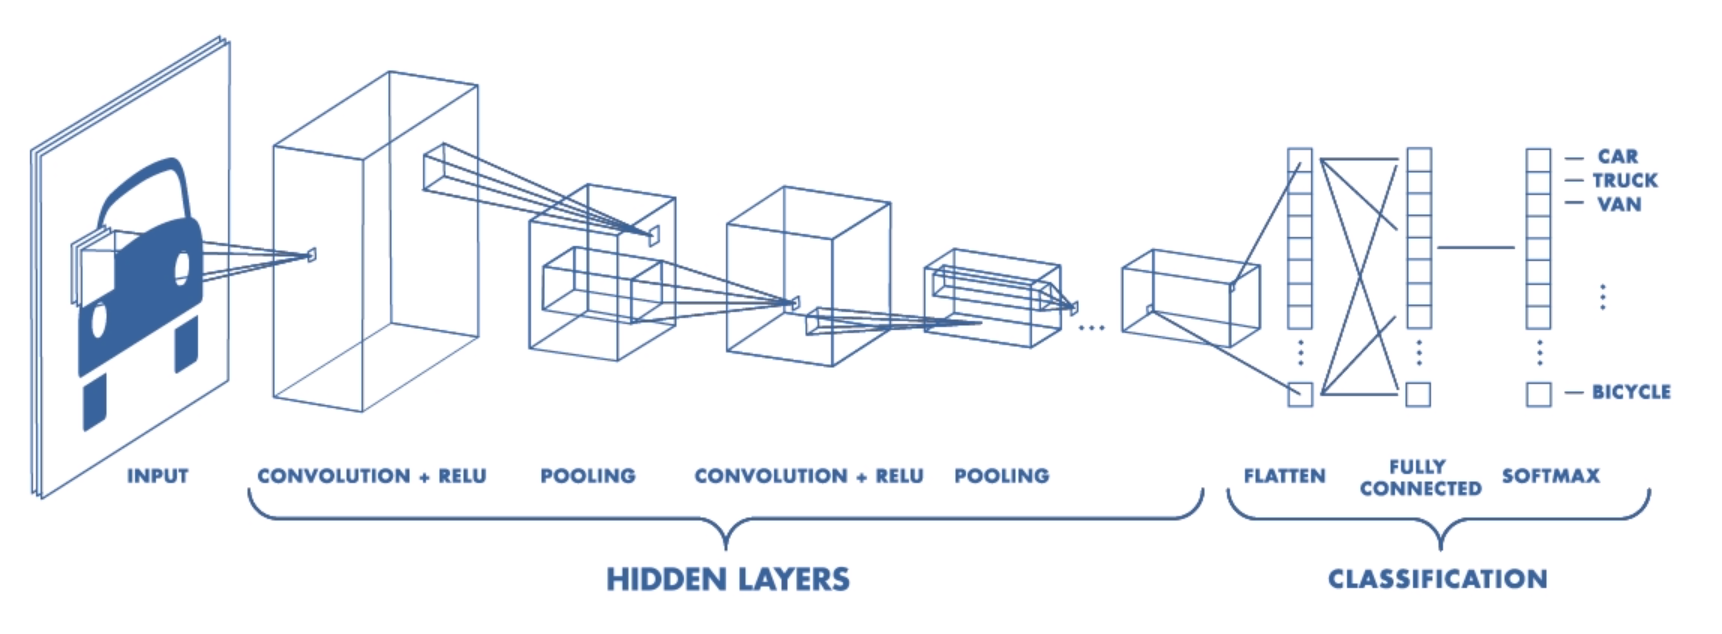 CAR
TRUCK
VAN
BICYCLE
INPUT
CONVOLUTION + RELU
POOLING
CONVOLUTION + RELU
POOLING
FLATTEN
FULLY
CONNECTED
SOFTMAX
HIDDEN LAYERS
CLASSIFICATION